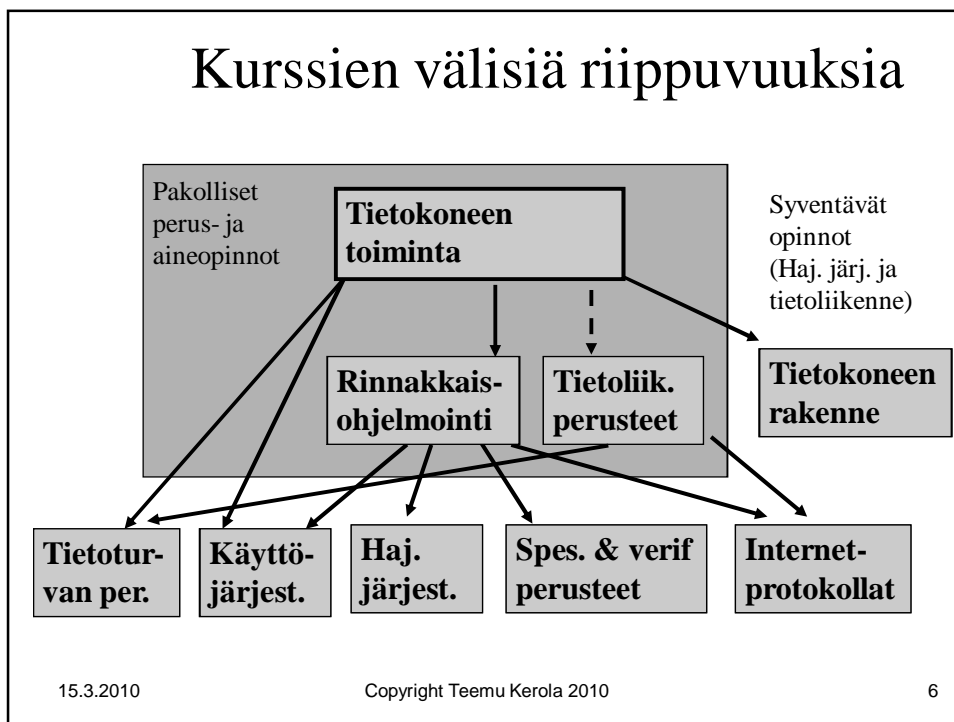 Kurssien välisiä riippuvuuksia
Pakolliset
perus- ja
aineopinnot
Tietokoneen
toiminta
Syventävät
opinnot
(Haj. järj. ja
tietoliikenne)
Rinnakkais-
ohjelmointi
Tietoliik.
perusteet
Tietokoneen
rakenne
Tietotur-
van per.
Käyttö-
järjest.
Haj.
järjest.
Spes. & verif
perusteet
Internet-
protokollat
15.3.2010
Copyright Teemu Kerola 2010
6